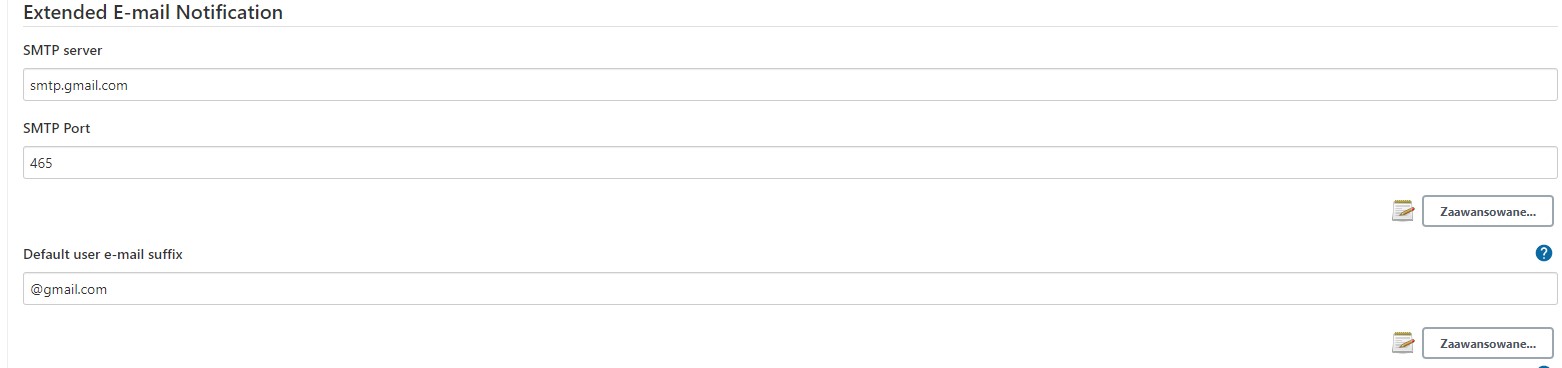 Extended E-mail Notification
SMTP server
smtp.gmail.com
SMTP Port
465
Zaawansowane...
Default user e-mail suffix
?
@gmail.com
Zaawansowane...